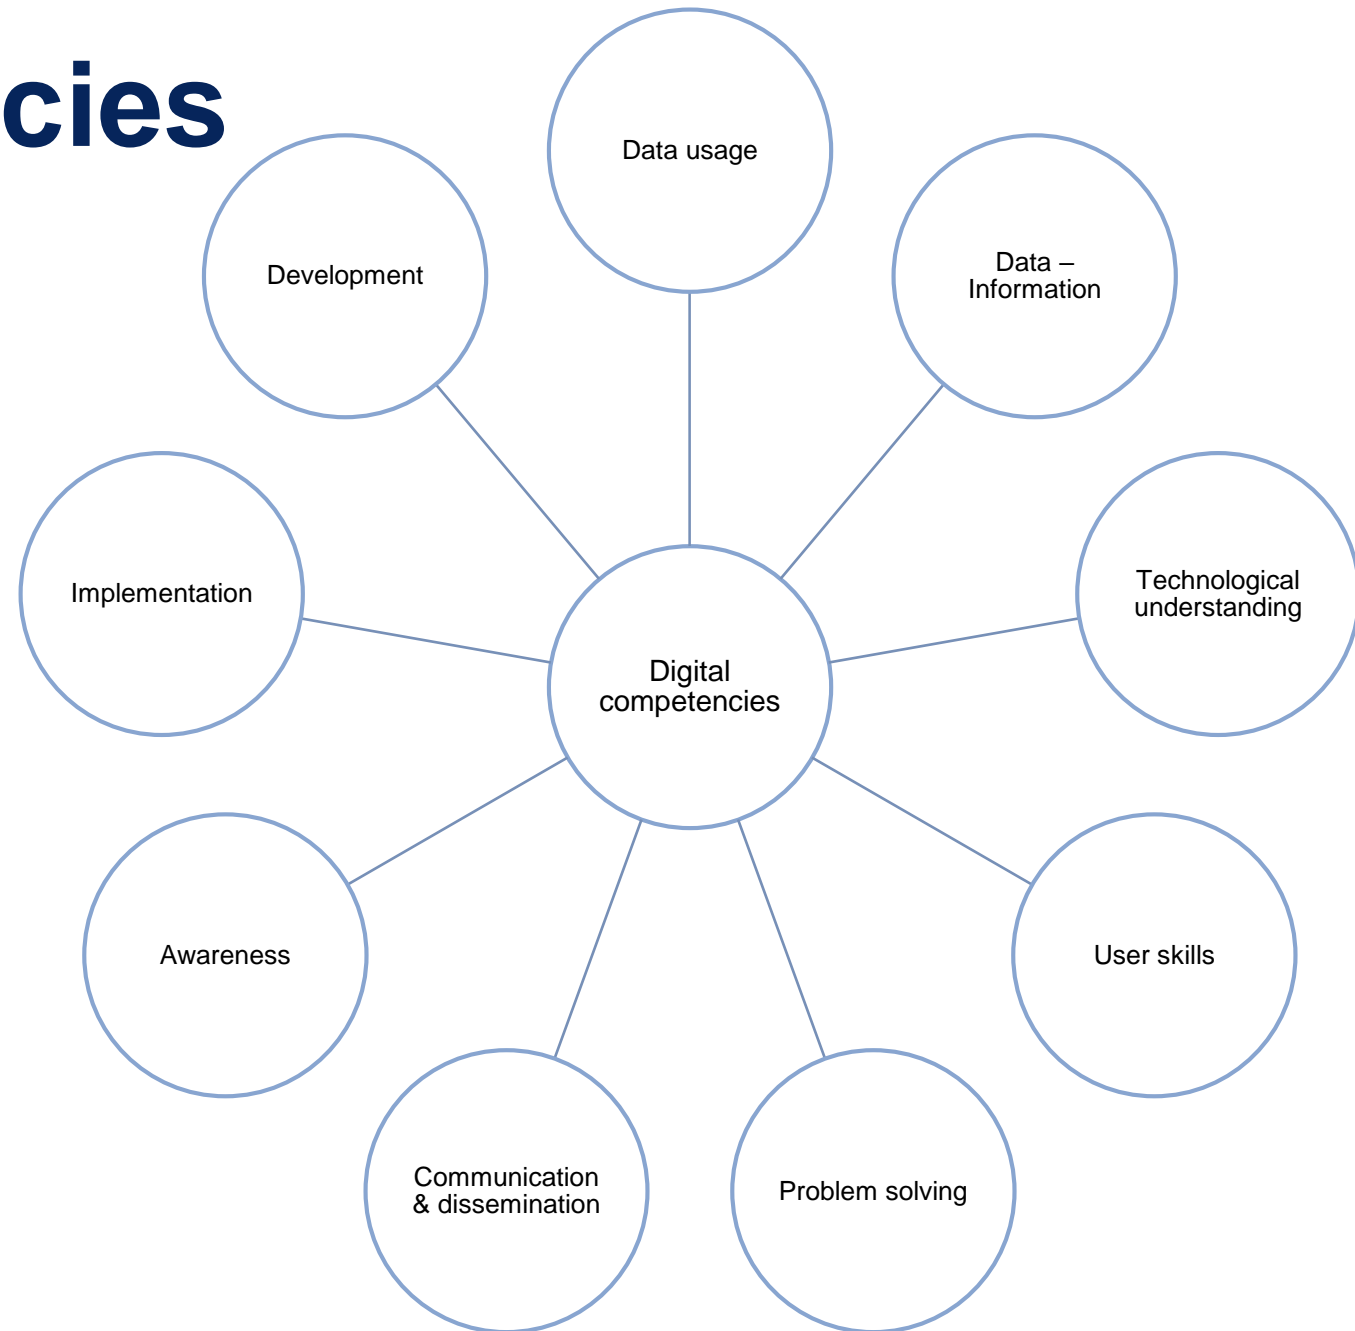 cies
Data usage
Development
Data –
Information
Implementation
Technological
understanding
Digital
competencies
Awareness
User skills
Communication
& dissemination
Problem solving